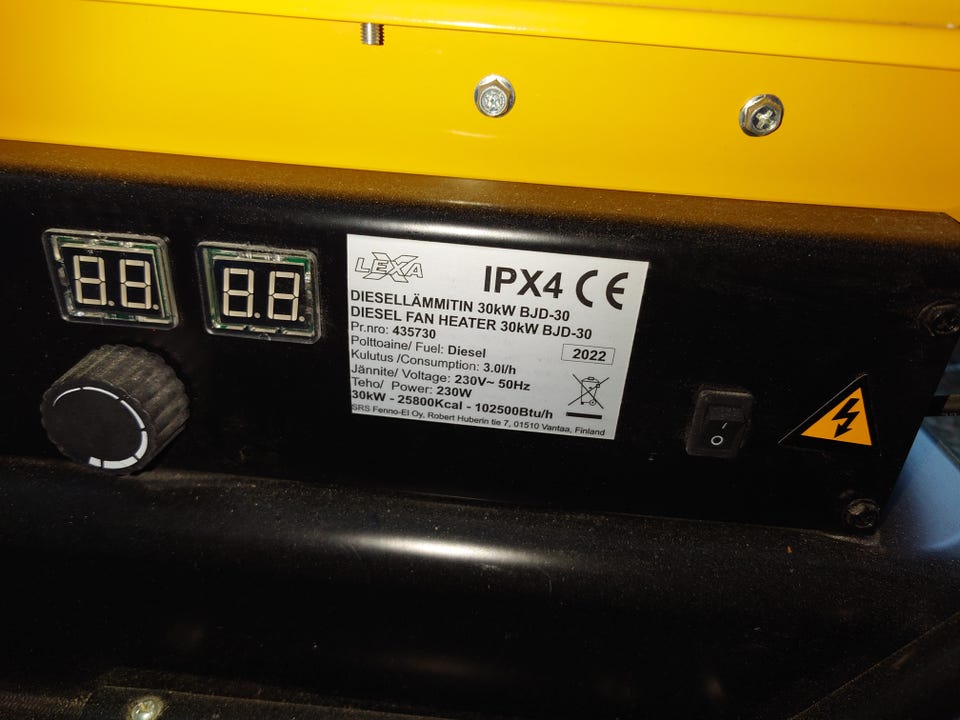 LEXA
IPX4 CE
DIESELLÄMMITIN 30kW BJD-30
DIESEL FAN HEATER 30kW BJD-30
Pr.nro: 435730
Polttoaine/ Fuel: Diesel
2022
Kulutus /Consumption: 3.0l/h
Jännite/ Voltage: 230V~ 50Hz
Teho/ Power: 230W
30kW - 25800Kcal - 102500Btu/h
SRS Fenno-El Oy, Robert Huberin tie 7, 01510 Vantaa, Finland